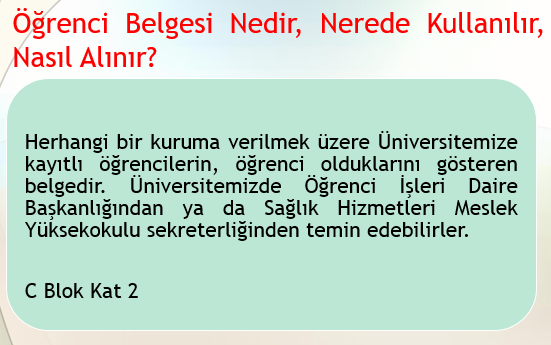 Öğrenci Belgesi Nedir, Nerede Kullanılır,
Nasıl Alınır?
Herhangi bir kuruma verilmek üzere Üniversitemize
kayıtlı öğrencilerin, öğrenci olduklarını gösteren
belgedir. Üniversitemizde Öğrenci İşleri Daire
Başkanlığından ya da Sağlık Hizmetleri Meslek
Yüksekokulu sekreterliğinden temin edebilirler.
C Blok Kat 2